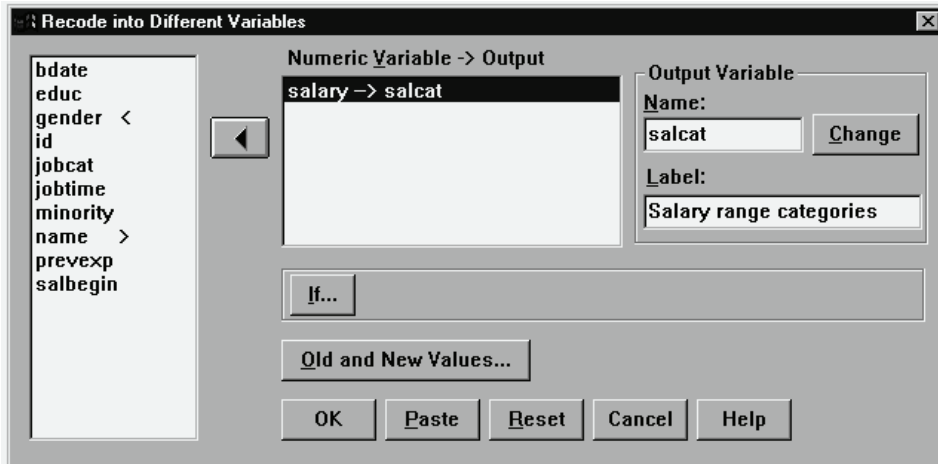 Recode into Different Variables
bdate
educ
gender <
id
jobcat
jobtime
minority
name >
prevexp
salbegin
Numeric Variable -> Output
salary –> salcat
Output Variable
Name:
salcat
Change
Label:
Salary range categories
If...
Old and New Values...
OK
Paste
Reset
Cancel
Help